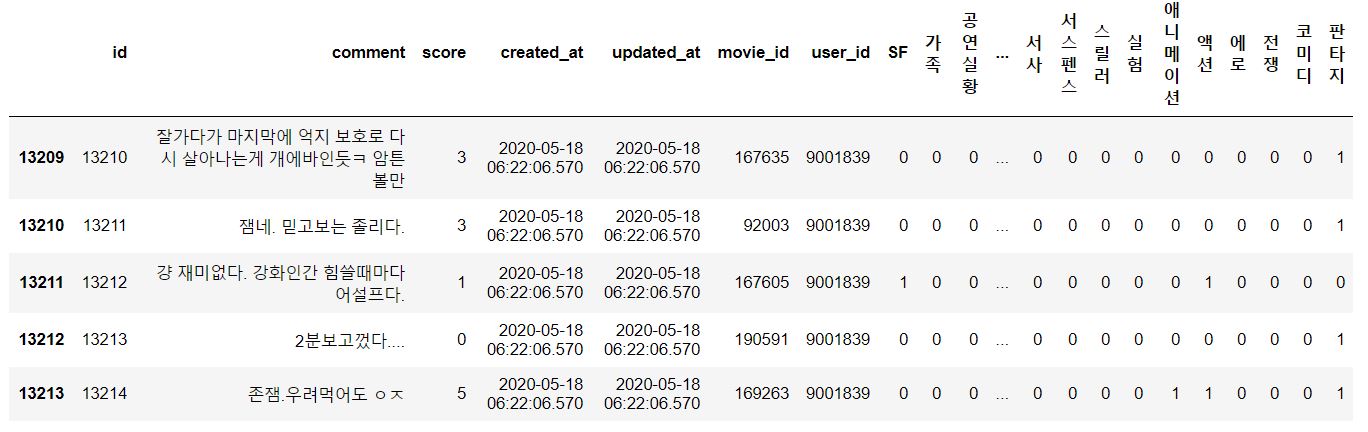 id comment score created_at updated_at movie_id user_id SF 가족 공연실황 ... 서사 서스펜스 스릴러 실험 애니메이션 액션 에로 전쟁 코미디 판타지
13209 13210 잘가다가 마지막에 억지 보호로 다 3 2020-05-18 2020-05-18 167635 9001839 0 0 0 ... 0 0 0 0 0 0 0 0 0 1
시 살아나는게 개에바인듯ㅋ 암튼 06:22:06.570 06:22:06.570
볼만
13210 13211 잼네. 믿고보는 졸리다. 3 2020-05-18 2020-05-18 92003 9001839 0 0 0 ... 0 0 0 0 0 0 0 0 0 1
06:22:06.570 06:22:06.570
13211 13212 걍 재미없다. 강화인간 힘쓸때마다 1 2020-05-18 2020-05-18 167605 9001839 1 0 0 ... 0 0 0 0 0 1 0 0 0 0
어설프다. 06:22:06.570 06:22:06.570
13212 13213 2분보고껐다.... 0 2020-05-18 2020-05-18 190591 9001839 0 0 0 ... 0 0 0 0 0 0 0 0 0 1
06:22:06.570 06:22:06.570
13213 13214 존잼.우려먹어도 ㅇㅈ 5 2020-05-18 2020-05-18 169263 9001839 0 0 0 ... 0 0 0 0 1 1 0 0 0 1
06:22:06.570 06:22:06.570